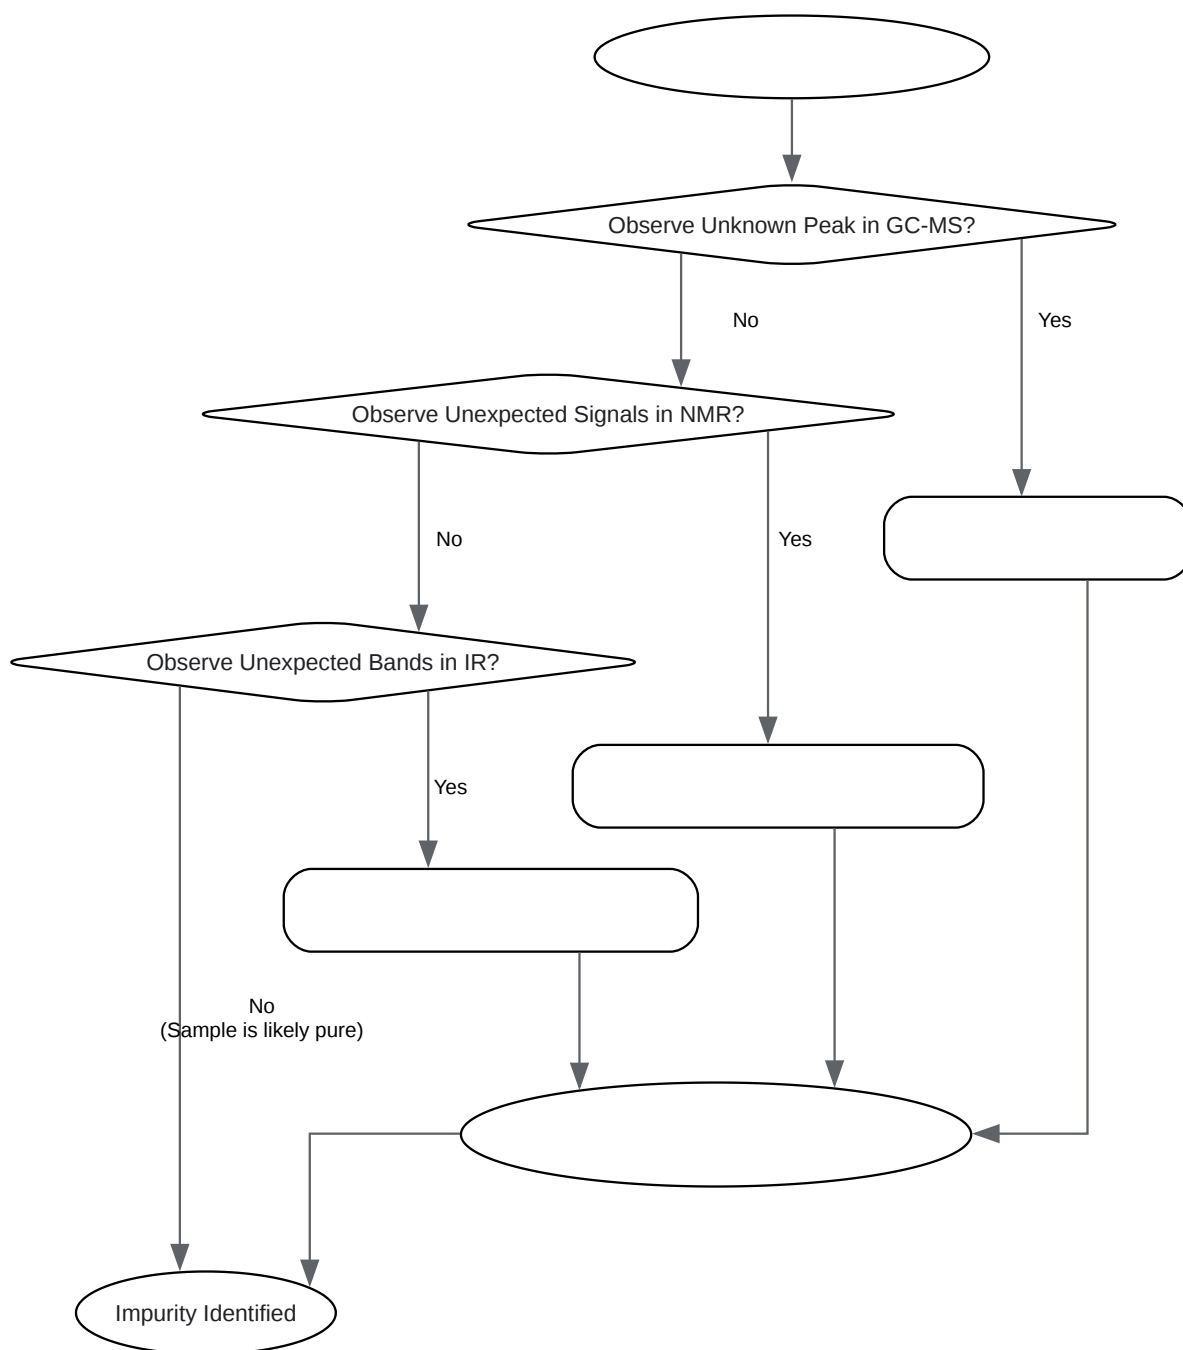 Observe Unknown Peak in GC-MS?
No
Yes
Observe Unexpected Signals in NMR?
No
Yes
Observe Unexpected Bands in IR?
Yes
No
(Sample is likely pure)
Impurity Identified